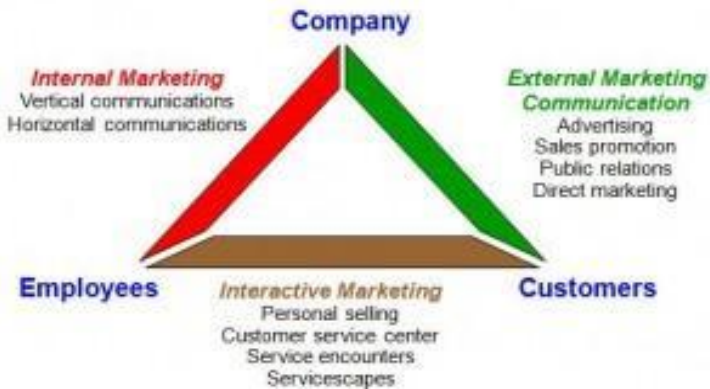 Company
Internal Marketing
Vertical communications
Horizontal communications
External Marketing
Communication
Advertising
Sales promotion
Public relations
Direct marketing
Employees
Customers
Interactive Marketing
Personal selling
Customer service center
Service encounters
Servicescapes